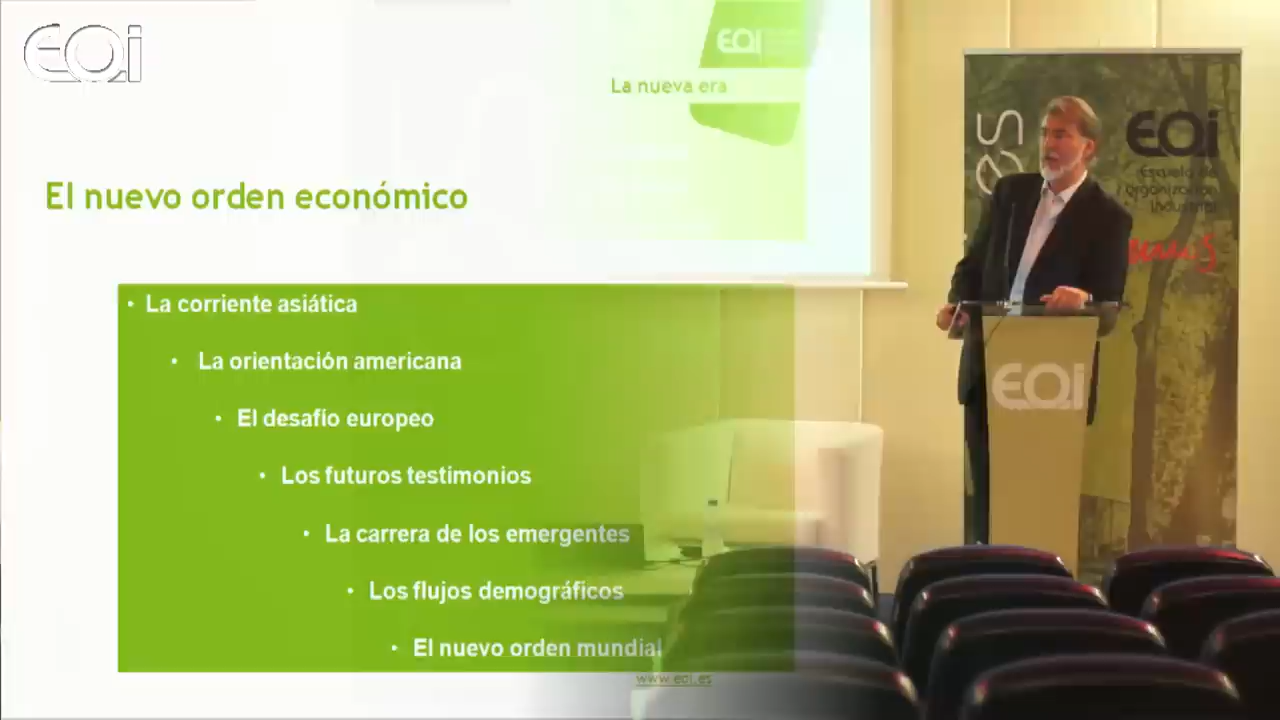 EOi
EOi
La nueva era
El nuevo orden económico
• La corriente asiática
• La orientación americana
• El desafío europeo
• Los futuros testimonios
• La carrera de los emergentes
• Los flujos demográficos
• El nuevo orden mundial
www.eoi.es
es
EOi
Escuela de
organización
industrial
EOi